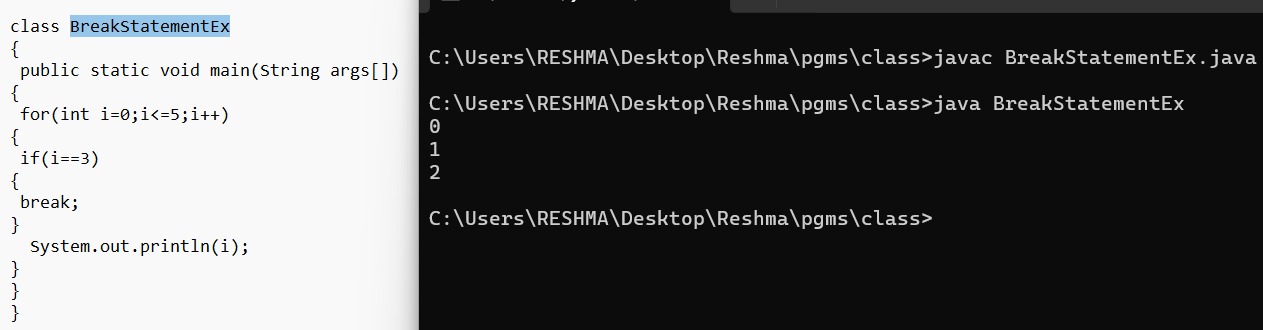 class BreakStatementEx
{
public static void main(String args[])
{
for(int i=0;i<=5;i++)
{
if(i==3)
{
break;
}
System.out.println(i);
}
}
}
C:\Users\RESHMA\Desktop\Reshma\pgms\class>javac BreakStatementEx.java
C:\Users\RESHMA\Desktop\Reshma\pgms\class>java BreakStatementEx
0
1
2
C:\Users\RESHMA\Desktop\Reshma\pgms\class>